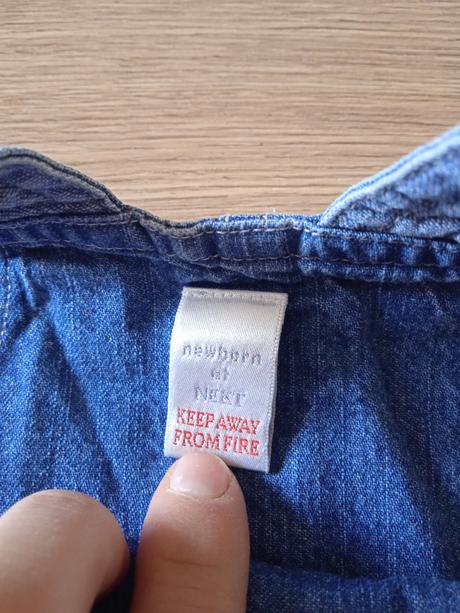 newborn
at
NEXT
KEEP AWAY
FROM FIRE